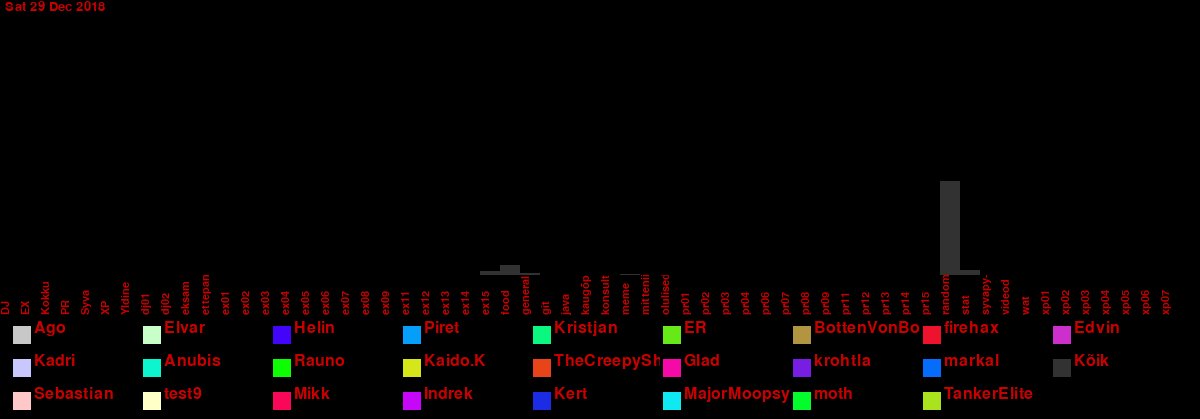 Sat 29 Dec 2018
DJ EX Kokku PR Syva XP Yldine dj01 dj02 eksam ettepan ex01 ex02 ex03 ex04 ex05 ex06 ex07 ex08 ex09 ex11 ex12 ex13 ex14 ex15 food general git java kaugõp konsult meme mittenii olulised pr01 pr02 pr03 pr04 pr06 pr07 pr08 pr09 pr11 pr12 pr13 pr14 pr15 random stat syvapy- videod wat xp01 xp02 xp03 xp04 xp05 xp06 xp07
Ago Elvar Helin Piret Kristjan ER BottenVonBo firehax Edvin
Kadri Anubis Rauno Kaido.K TheCreepySh Glad krohtla markal Kõik
Sebastian test9 Mikk Indrek Kert MajorMoopsy moth TankerElite